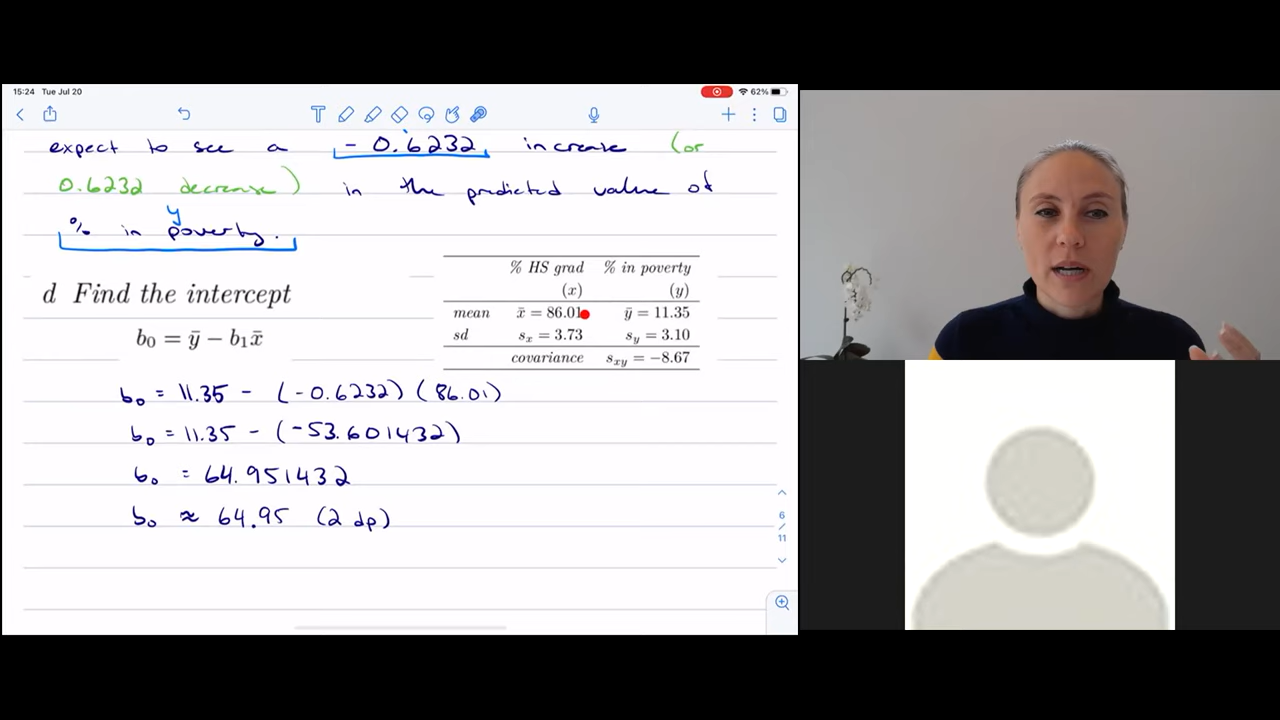 15:24 Tue Jul 20
62%
expect to see a - 0.6232 increase (or
0.6232 decrease) in the predicted value of
y
% in poverty.
d Find the intercept
b₀ = ȳ − b₁x̄
% HS grad % in poverty
(x) (y)
mean x̄ = 86.01 ȳ = 11.35
sd sₓ = 3.73 s_y = 3.10
covariance s_xy = −8.67
b₀ = 11.35 - (-0.6232) (86.01)
b₀ = 11.35 - (-53.601432)
b₀ = 64.951432
b₀ ≈ 64.95 (2 dp)
6
/
11